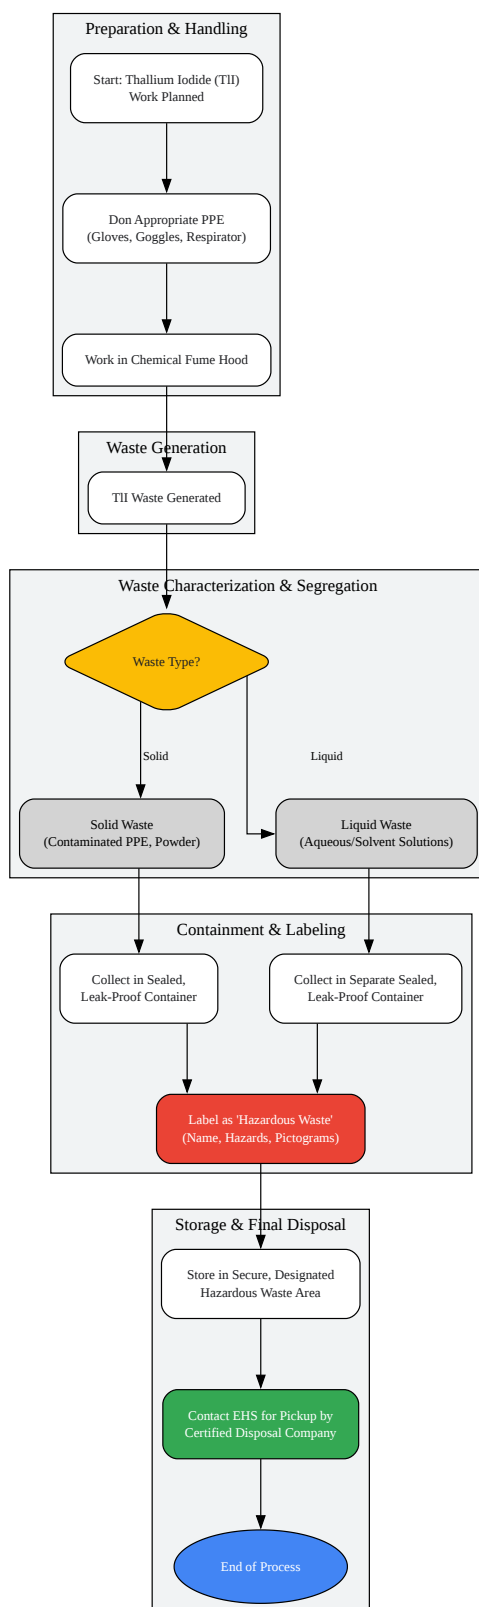 Preparation & Handling
Start: Thallium Iodide (TlI)
Work Planned
Don Appropriate PPE
(Gloves, Goggles, Respirator)
Work in Chemical Fume Hood
Waste Generation
TlI Waste Generated
Waste Characterization & Segregation
Waste Type?
Solid
Liquid
Solid Waste
(Contaminated PPE, Powder)
Liquid Waste
(Aqueous/Solvent Solutions)
Containment & Labeling
Collect in Sealed,
Leak-Proof Container
Collect in Separate Sealed,
Leak-Proof Container
Label as 'Hazardous Waste'
(Name, Hazards, Pictograms)
Storage & Final Disposal
Store in Secure, Designated
Hazardous Waste Area
Contact EHS for Pickup by
Certified Disposal Company
End of Process